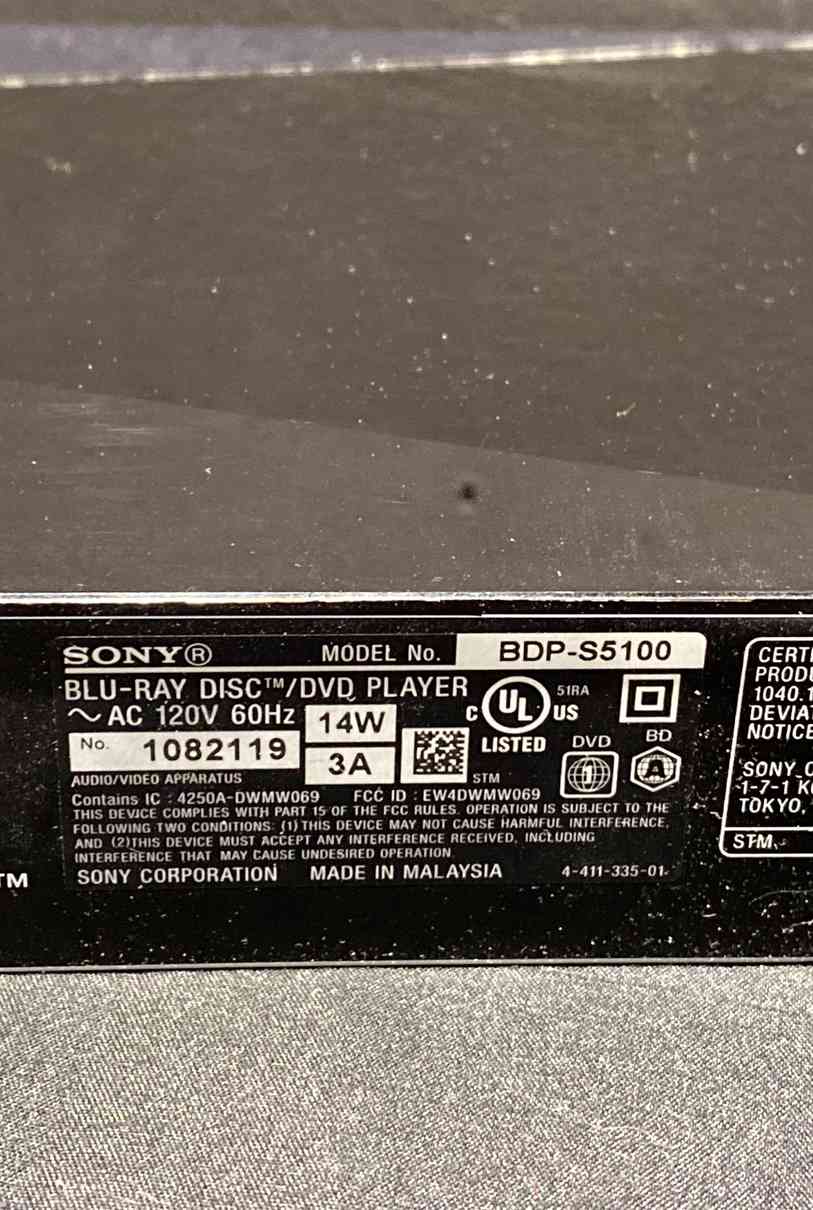 SONY® MODEL No. BDP-S5100
BLU-RAY DISC™/DVD PLAYER
~ AC 120V 60Hz 14W
No. 1082119 3A
AUDIO/VIDEO APPARATUS
C UL US 51RA
LISTED
DVD BD
STM
Contains IC : 4250A-DWMW069 FCC ID : EW4DWMW069
THIS DEVICE COMPLIES WITH PART 15 OF THE FCC RULES. OPERATION IS SUBJECT TO THE
FOLLOWING TWO CONDITIONS: (1) THIS DEVICE MAY NOT CAUSE HARMFUL INTERFERENCE,
AND (2)THIS DEVICE MUST ACCEPT ANY INTERFERENCE RECEIVED, INCLUDING
INTERFERENCE THAT MAY CAUSE UNDESIRED OPERATION.
SONY CORPORATION MADE IN MALAYSIA 4-411-335-01
TM
CERTI
PRODU
1040.1
DEVIA
NOTICE
SONY C
1-7-1 K
TOKYO,
STM